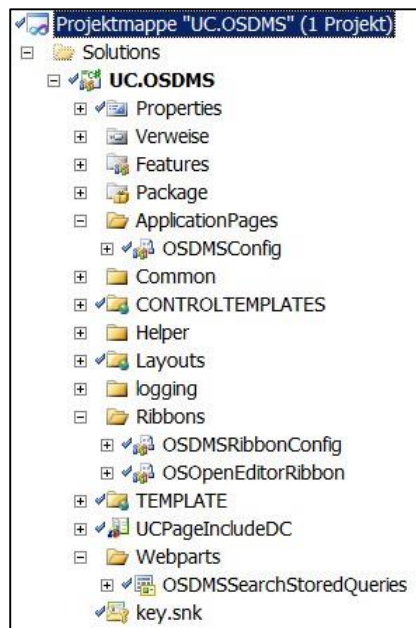 Projektmappe "UC.OSDMS" (1 Projekt)
Solutions
UC.OSDMS
Properties
Verweise
Features
Package
ApplicationPages
OSDMSConfig
Common
CONTROLTEMPLATES
Helper
Layouts
logging
Ribbons
OSDMSRibbonConfig
OSOpenEditorRibbon
TEMPLATE
UCPageIncludeDC
Webparts
OSDMSSearchStoredQueries
key.snk